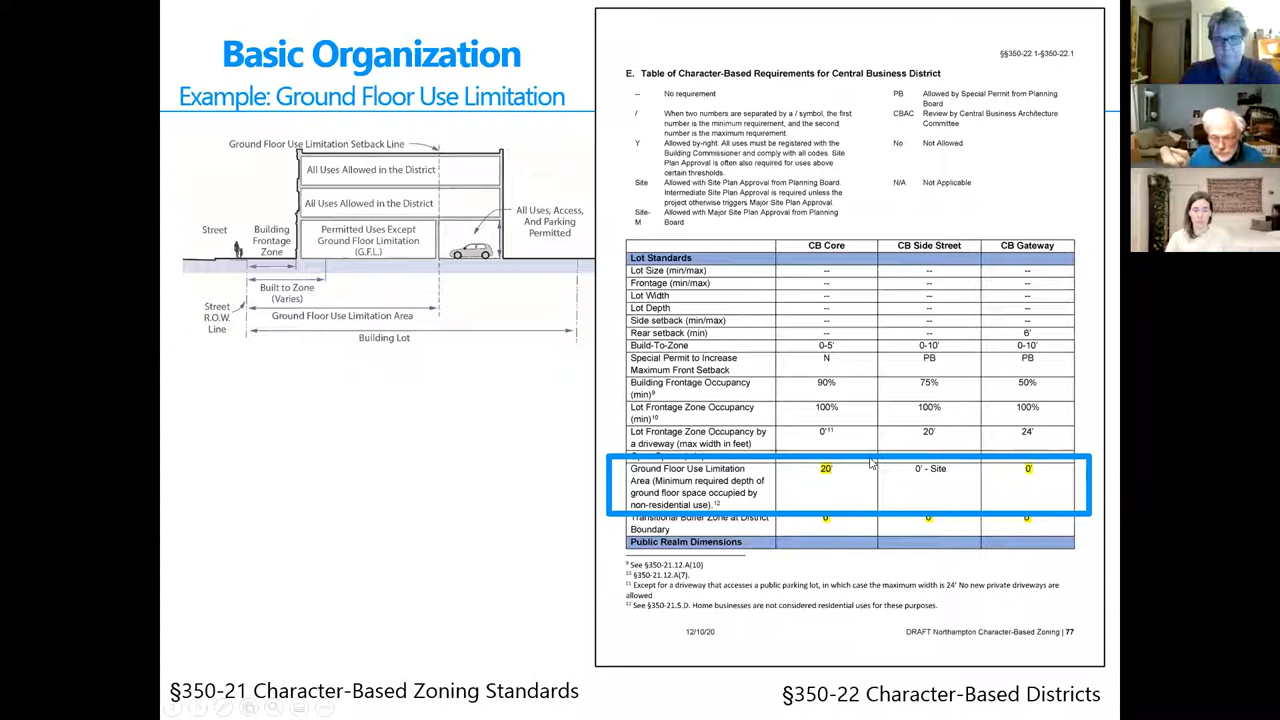 Basic Organization
Example: Ground Floor Use Limitation
Ground Floor Use Limitation Setback Line
All Uses Allowed in the District
All Uses Allowed in the District
Permitted Uses Except
Ground Floor Limitation
(G.F.L.)
All Uses, Access,
And Parking
Permitted
Street
Building
Frontage
Zone
Built to Zone
(Varies)
Street
R.O.W.
Line
Ground Floor Use Limitation Area
Building Lot
§§350-22.1-§350-22.1
E. Table of Character-Based Requirements for Central Business District
-- No requirement
/ When two numbers are separated by a / symbol, the first
number is the minimum requirement, and the second
number is the maximum requirement.
Y Allowed by-right. All uses must be registered with the
Building Commissioner and comply with all codes. Site
Plan Approval is often also required for uses above
certain thresholds.
Site Allowed with Site Plan Approval from Planning Board.
Intermediate Site Plan Approval is required unless the
project otherwise triggers Major Site Plan Approval.
Site- Allowed with Major Site Plan Approval from Planning
M Board
PB Allowed by Special Permit from Planning
Board
CBAC Review by Central Business Architecture
Committee
No Not Allowed
N/A Not Applicable
CB Core CB Side Street CB Gateway
Lot Standards
Lot Size (min/max) -- -- --
Frontage (min/max) -- -- --
Lot Width -- -- --
Lot Depth -- -- --
Side setback (min/max) -- -- --
Rear setback (min) -- -- 6'
Build-To-Zone 0-5' 0-10' 0-10'
Special Permit to Increase N PB PB
Maximum Front Setback
Building Frontage Occupancy 90% 75% 50%
(min)9
Lot Frontage Zone Occupancy 100% 100% 100%
(min)10
Lot Frontage Zone Occupancy by 0'11 20' 24'
a driveway (max width in feet)
Ground Floor Use Limitation 20' 0' - Site 0'
Area (Minimum required depth of
ground floor space occupied by
non-residential use).12
Transitional Buffer Zone at District 0' 0' 0'
Boundary
Public Realm Dimensions
9 See §350-21.12.A(10)
10 §350-21.12.A(7).
11 Except for a driveway that accesses a public parking lot, in which case the maximum width is 24' No new private driveways are
allowed
12 See §350-21.5.D. Home businesses are not considered residential uses for these purposes.
12/10/20 DRAFT Northampton Character-Based Zoning | 77
§350-21 Character-Based Zoning Standards
§350-22 Character-Based Districts